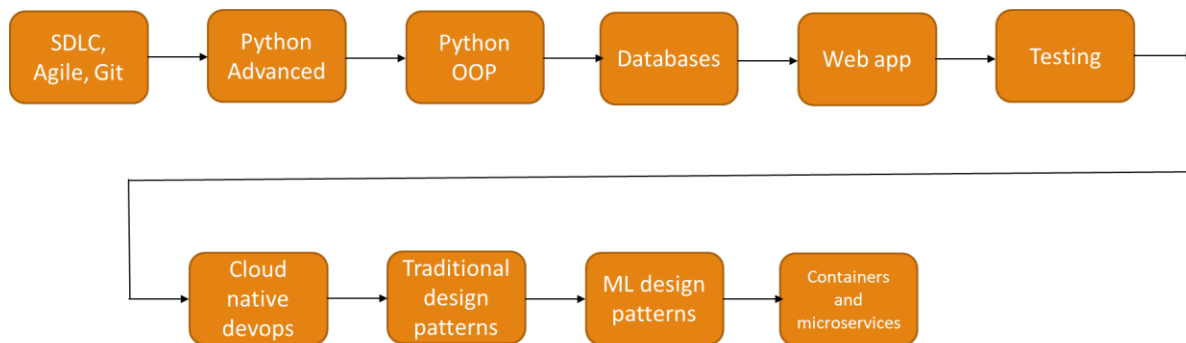 SDLC,
Agile, Git
Python
Advanced
Python
OOP
Databases
Web app
Testing
Cloud
native
devops
Traditional
design
patterns
ML design
patterns
Containers
and
microservices